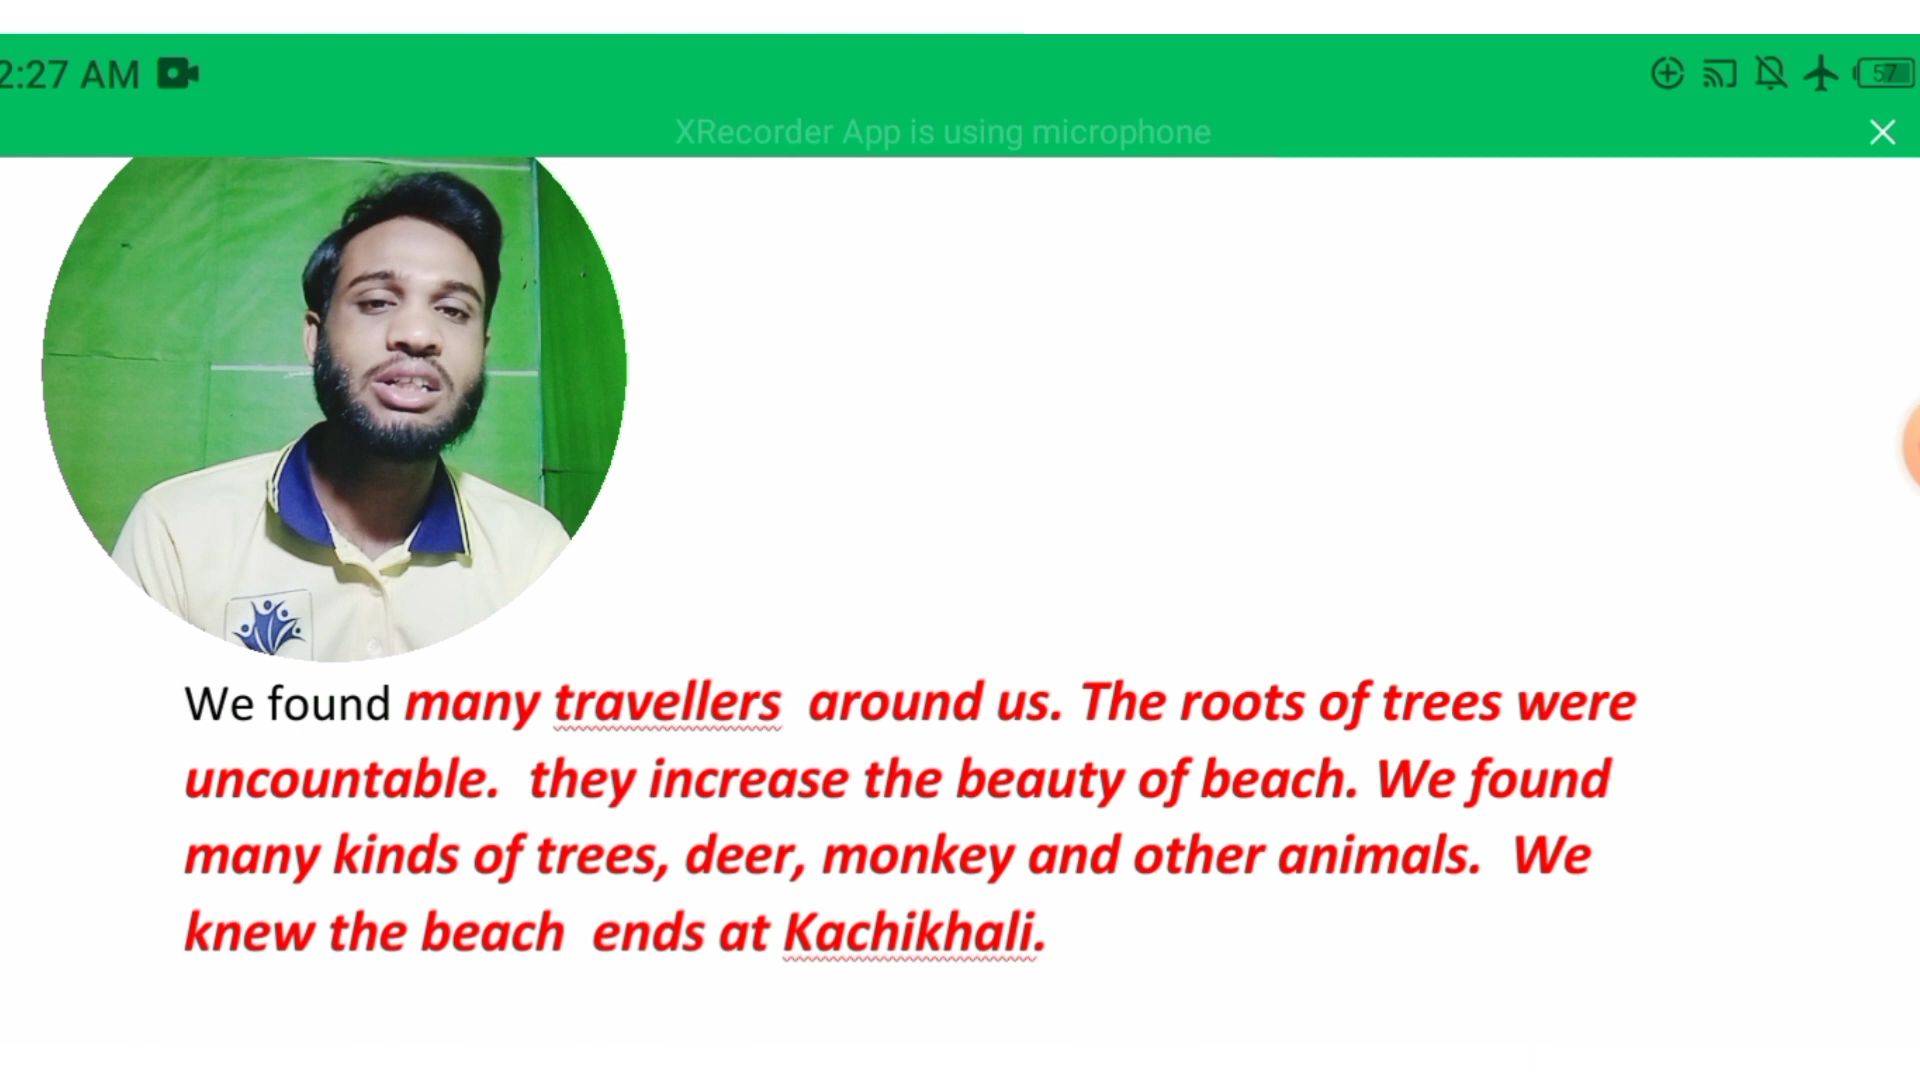 2:27 AM 57
XRecorder App is using microphone
We found many travellers  around us. The roots of trees were
uncountable.  they increase the beauty of beach. We found
many kinds of trees, deer, monkey and other animals.  We
knew the beach  ends at Kachikhali.